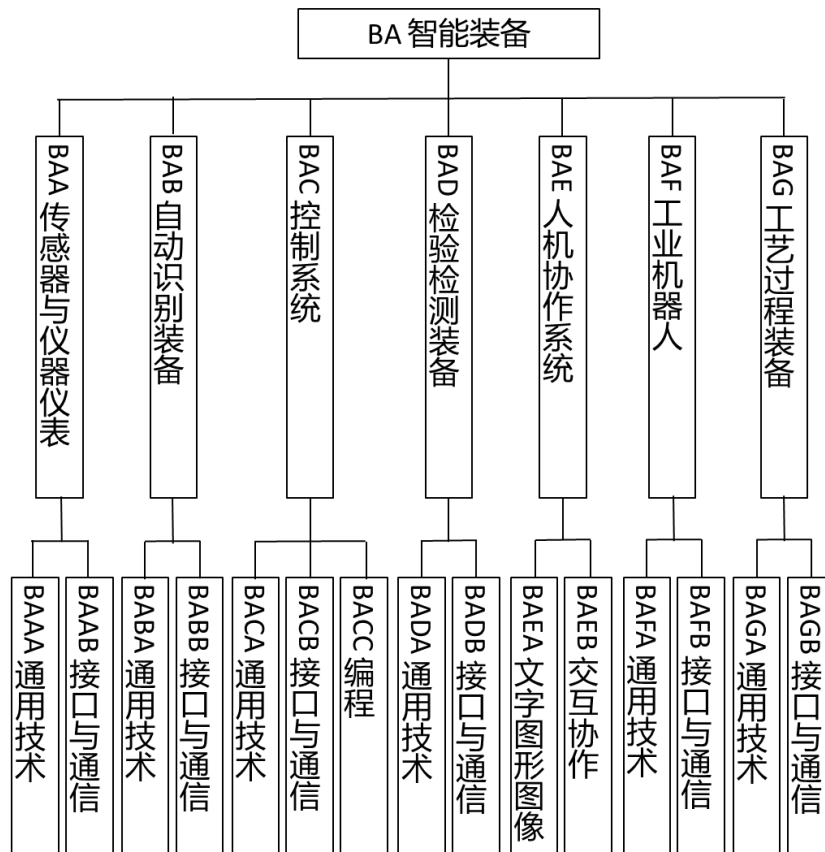 BA 智能装备
BAA 传感器与仪器仪表
BAB 自动识别装备
BAC 控制系统
BAD 检验检测装备
BAE 人机协作系统
BAF 工业机器人
BAG 工艺过程装备
BAAA 通用技术
BAAB 接口与通信
BABA 通用技术
BABB 接口与通信
BACA 通用技术
BACB 接口与通信
BACC 编程
BADA 通用技术
BADB 接口与通信
BAEA 文字图形图像
BAEB 交互协作
BAFA 通用技术
BAFB 接口与通信
BAGA 通用技术
BAGB 接口与通信